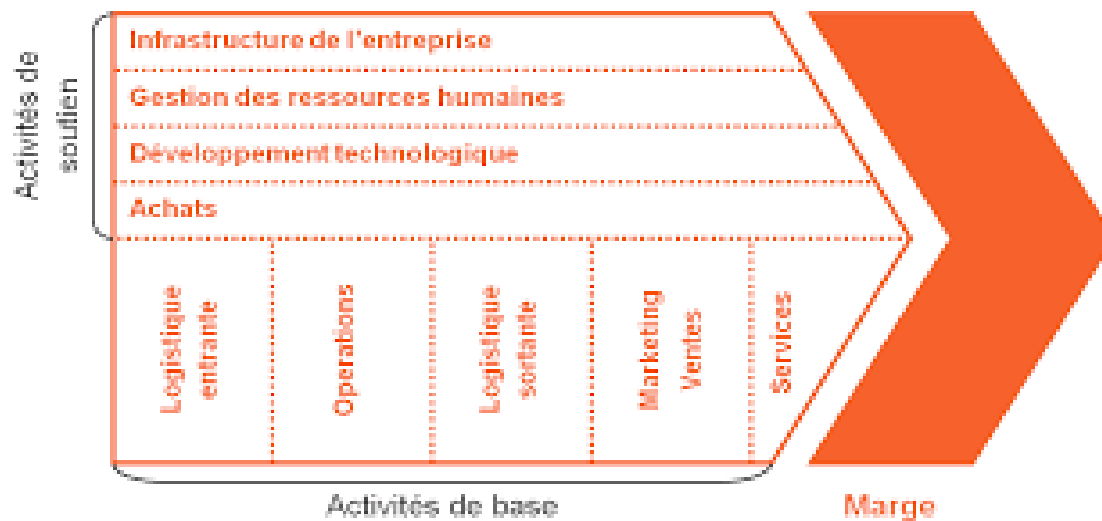 Activités de
soutien
Infrastructure de l'entreprise
Gestion des ressources humaines
Développement technologique
Achats
Logistique
entrante
Operations
Logistique
sortante
Marketing
Ventes
Services
Activités de base
Marge